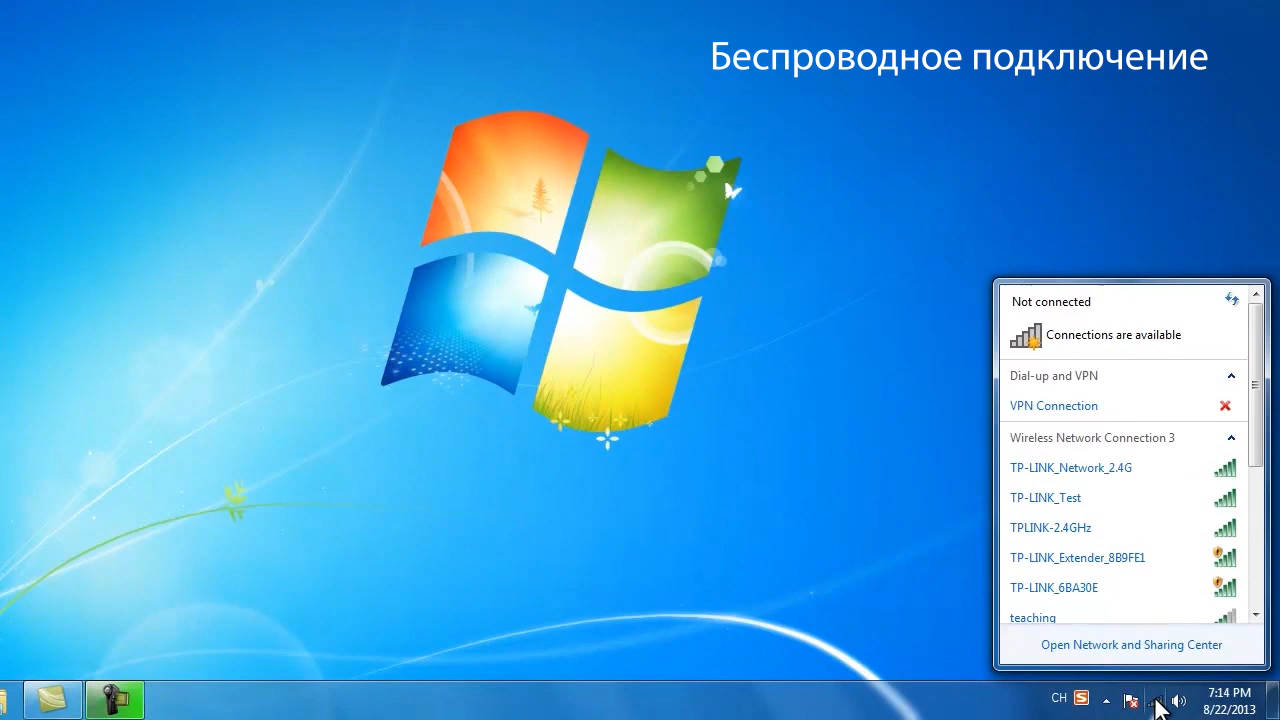 Беспроводное подключение
Not connected
Connections are available
Dial-up and VPN
VPN Connection
Wireless Network Connection 3
TP-LINK_Network_2.4G
TP-LINK_Test
TPLINK-2.4GHz
TP-LINK_Extender_8B9FE1
TP-LINK_6BA30E
teaching
Open Network and Sharing Center
CH S
7:14 PM
8/22/2013